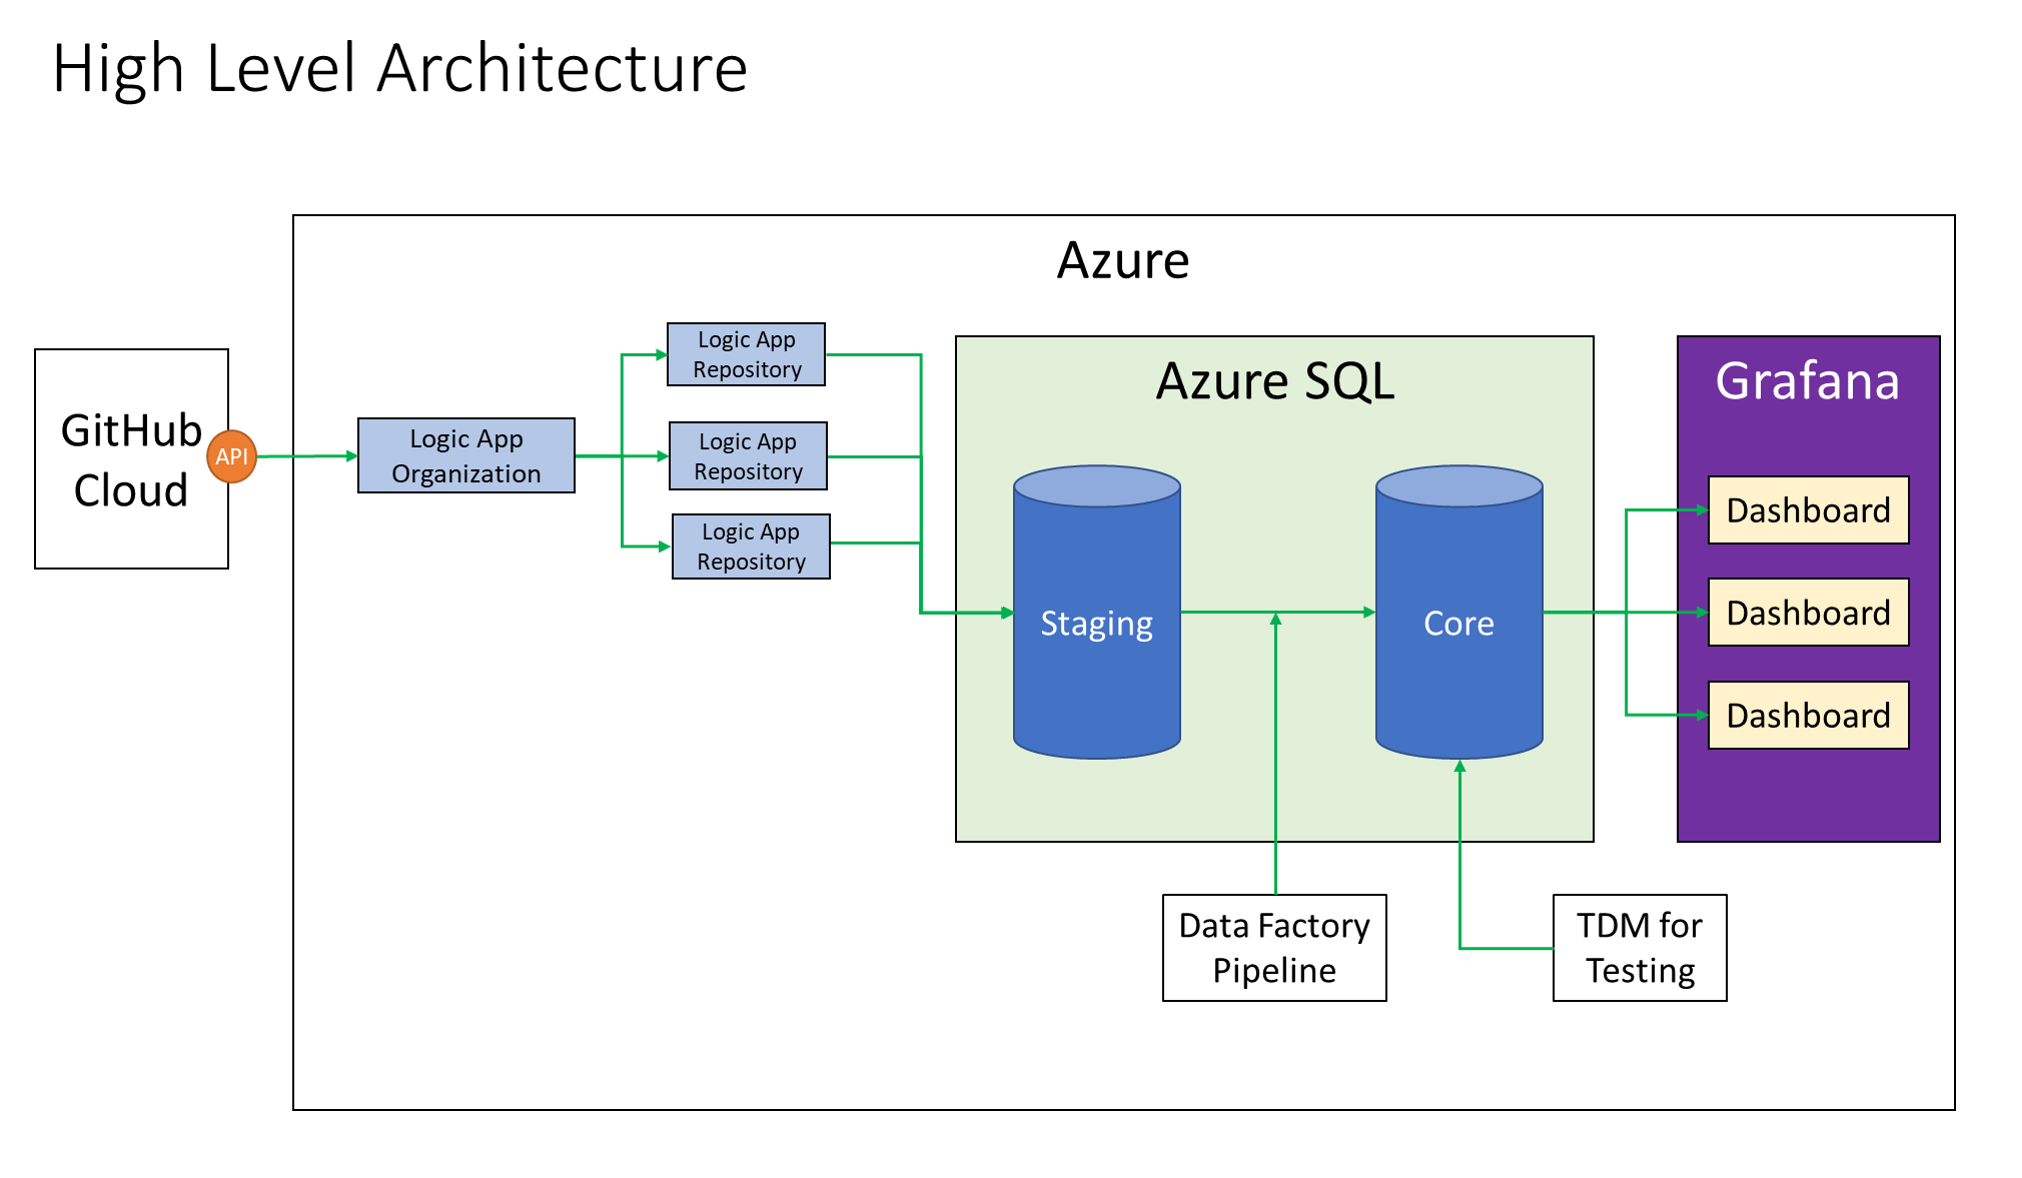 High Level Architecture
Azure
GitHub
Cloud
API
Logic App
Organization
Logic App
Repository
Logic App
Repository
Logic App
Repository
Azure SQL
Staging
Core
Grafana
Dashboard
Dashboard
Dashboard
Data Factory
Pipeline
TDM for
Testing